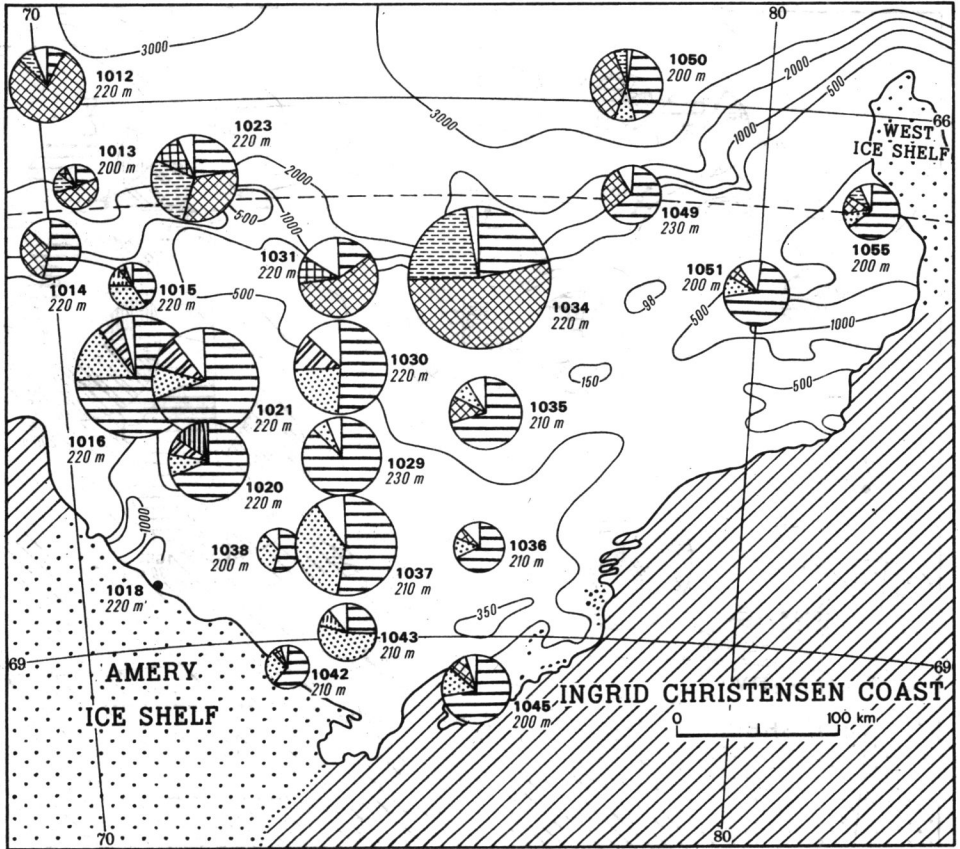 70
80
3000
1012
220 m
1050
200 m
2000
500
3000
1000
66
WEST
ICE SHELF
1023
220 m
1013
200 m
2000
500
1000
1049
230 m
1055
200 m
1031
220 m
1014
220 m
1015
220 m
500
1034
220 m
98
1051
200 m
500
1000
1030
220 m
150
500
1021
220 m
1035
210 m
1016
220 m
1029
230 m
1020
220 m
1000
1038
200 m
1037
210 m
1036
210 m
1018
220 m
350
1043
210 m
69
69
1042
210 m
AMERY
ICE SHELF
1045
200 m
INGRID CHRISTENSEN COAST
0 100 km
70
80